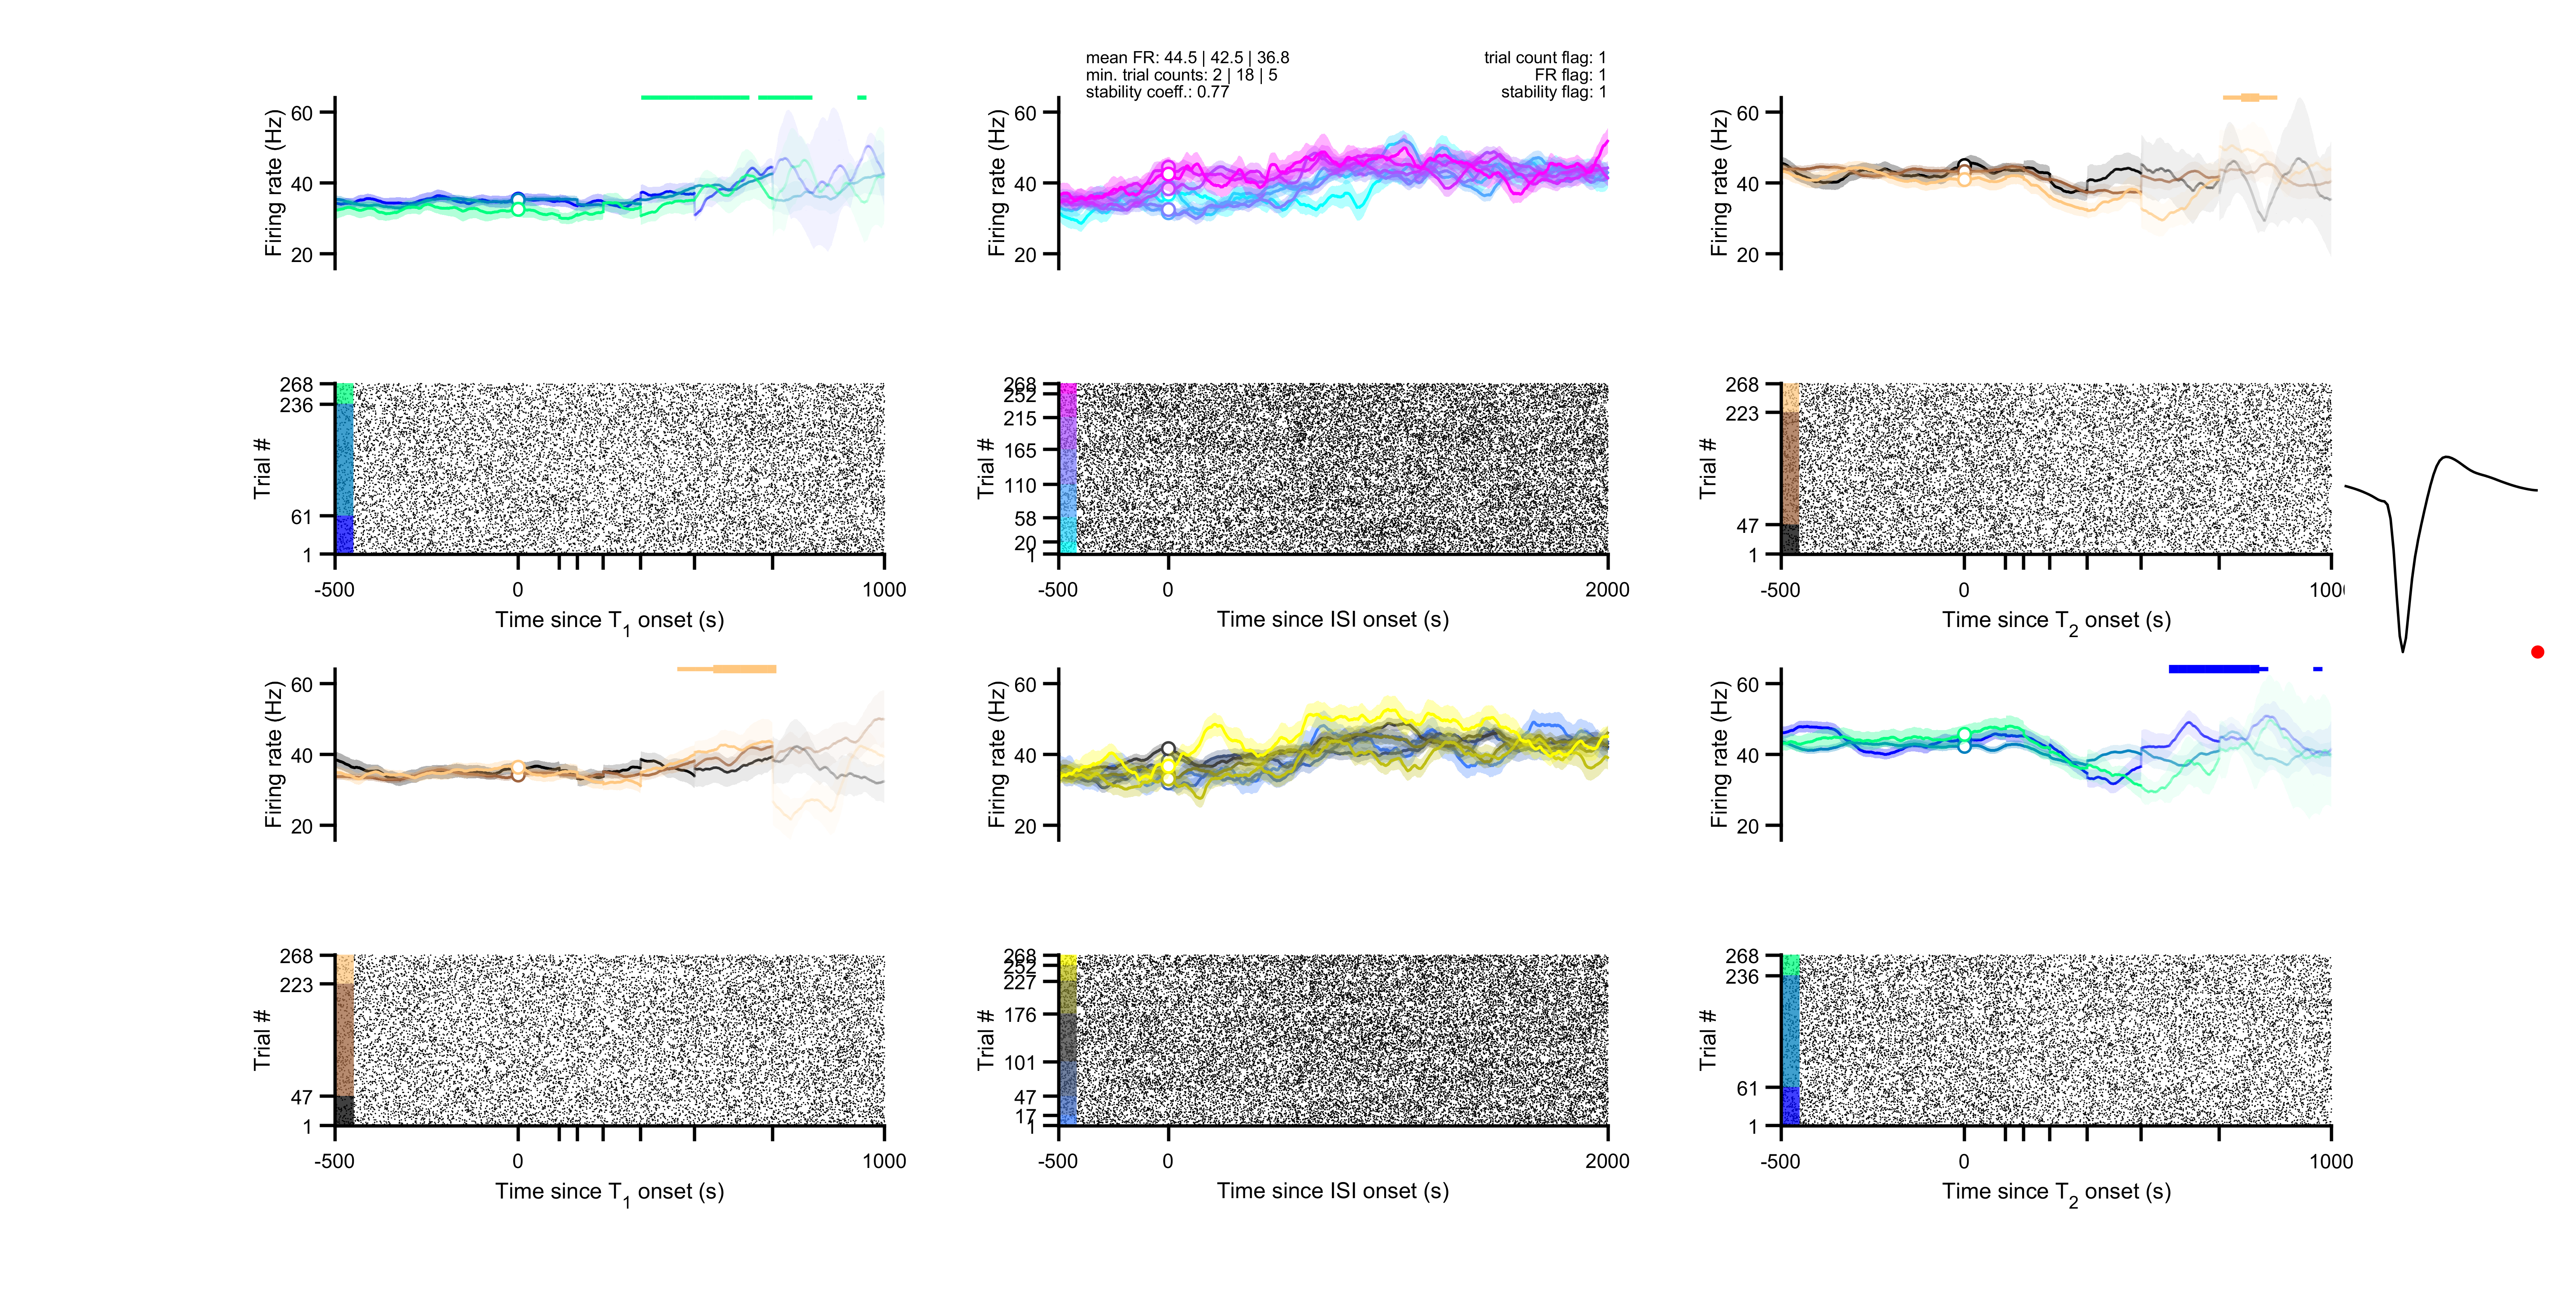 mean FR: 44.5 | 42.5 | 36.8
min. trial counts: 2 | 18 | 5
stability coeff.: 0.77
trial count flag: 1
FR flag: 1
stability flag: 1
Firing rate (Hz)
60
40
20
Firing rate (Hz)
60
40
20
Firing rate (Hz)
60
40
20
Trial #
268
236
61
1
-500
0
1000
Time since T1 onset (s)
Trial #
268
252
215
165
110
58
20
1
-500
0
2000
Time since ISI onset (s)
Trial #
268
223
47
1
-500
0
Time since T2 onset (s)
Firing rate (Hz)
60
40
20
Firing rate (Hz)
60
40
20
Firing rate (Hz)
60
40
20
Trial #
268
223
47
1
-500
0
1000
Time since T1 onset (s)
Trial #
268
252
227
176
101
47
17
1
-500
0
2000
Time since ISI onset (s)
Trial #
268
236
61
1
-500
0
1000
Time since T2 onset (s)